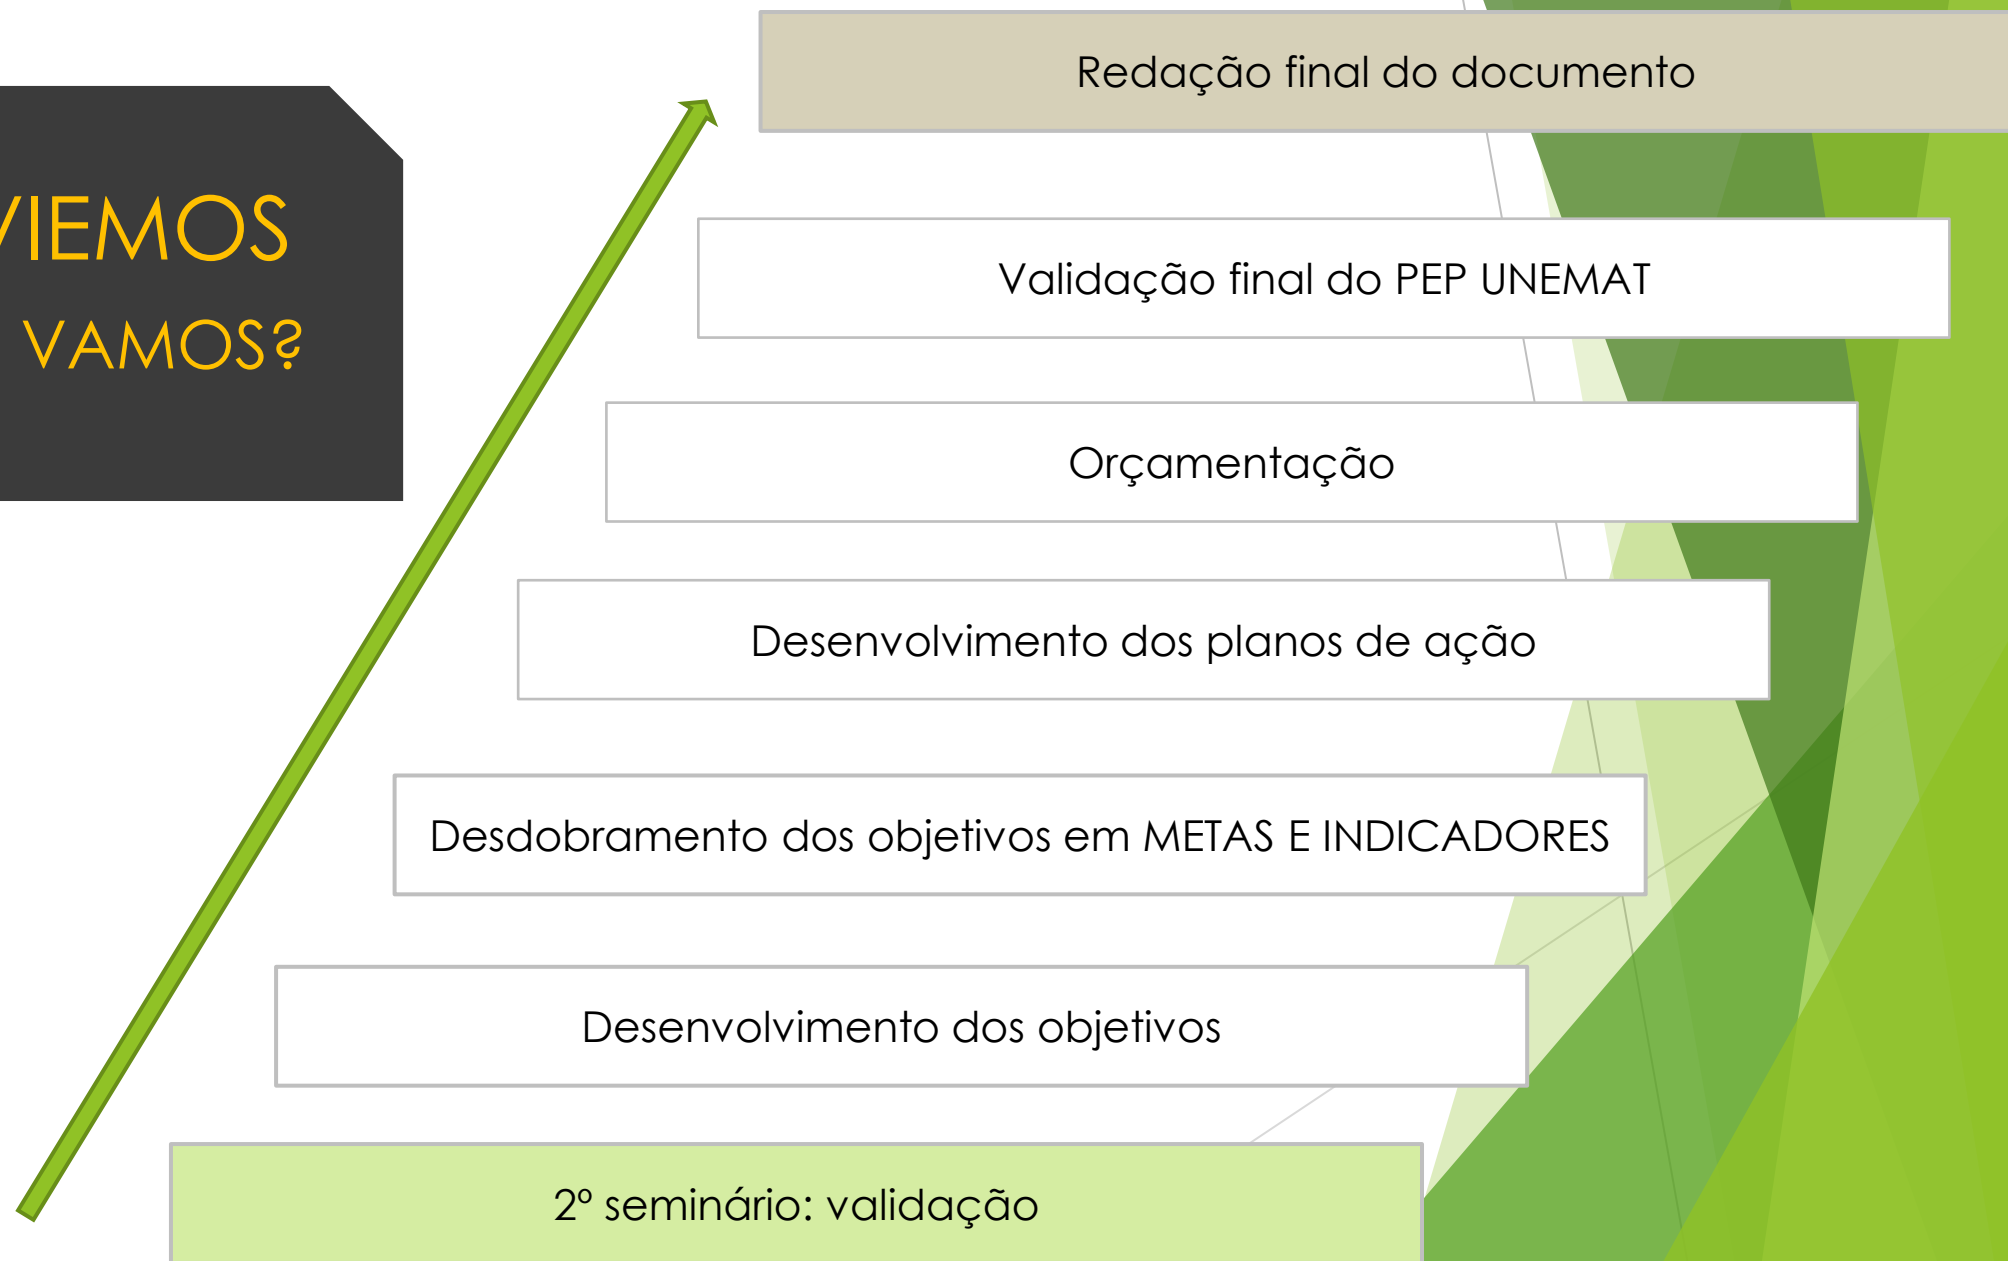 VIEMOS
VAMOS?
Redação final do documento
Validação final do PEP UNEMAT
Orçamentação
Desenvolvimento dos planos de ação
Desdobramento dos objetivos em METAS E INDICADORES
Desenvolvimento dos objetivos
2º seminário: validação